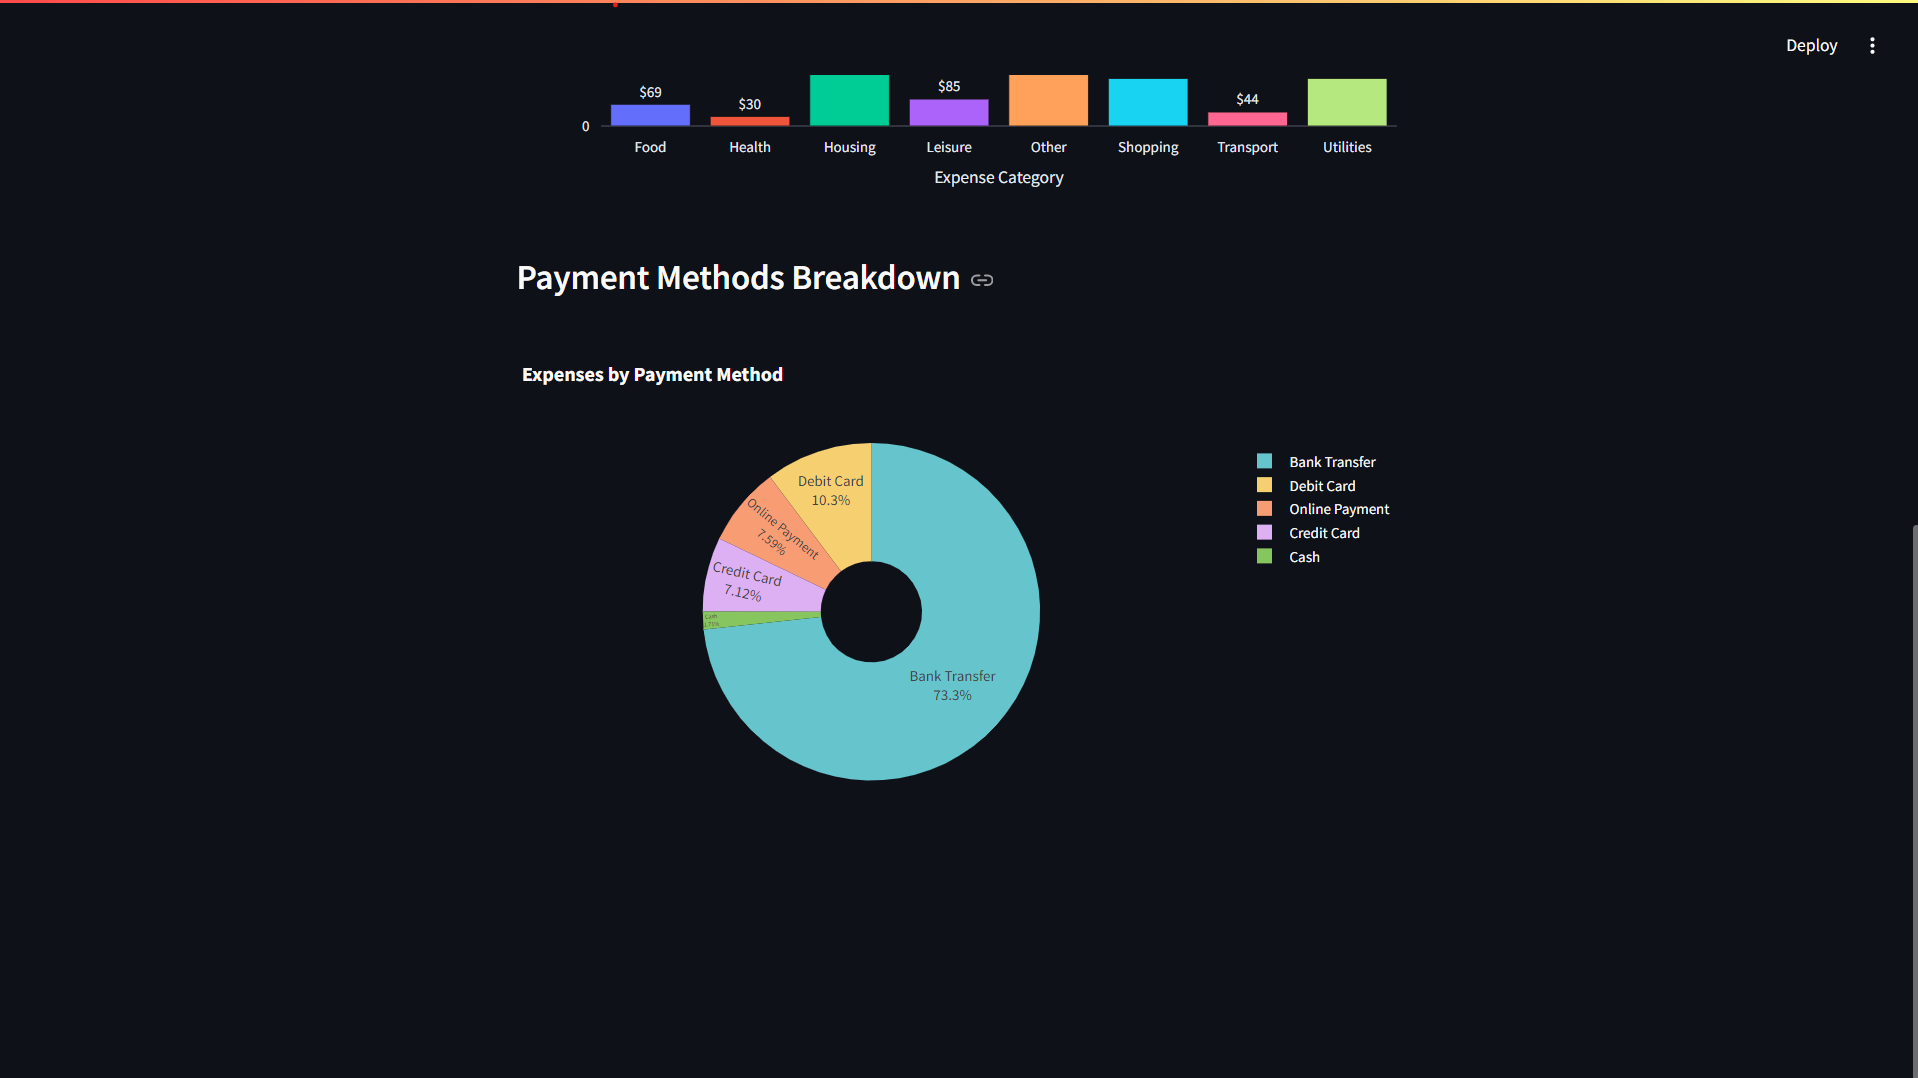 Deploy
$69
$30
$85
$44
0
Food Health Housing Leisure Other Shopping Transport Utilities
Expense Category
Payment Methods Breakdown
Expenses by Payment Method
Debit Card
10.3%
Online Payment
7.59%
Credit Card
7.12%
Cash
Bank Transfer
73.3%
Bank Transfer
Debit Card
Online Payment
Credit Card
Cash